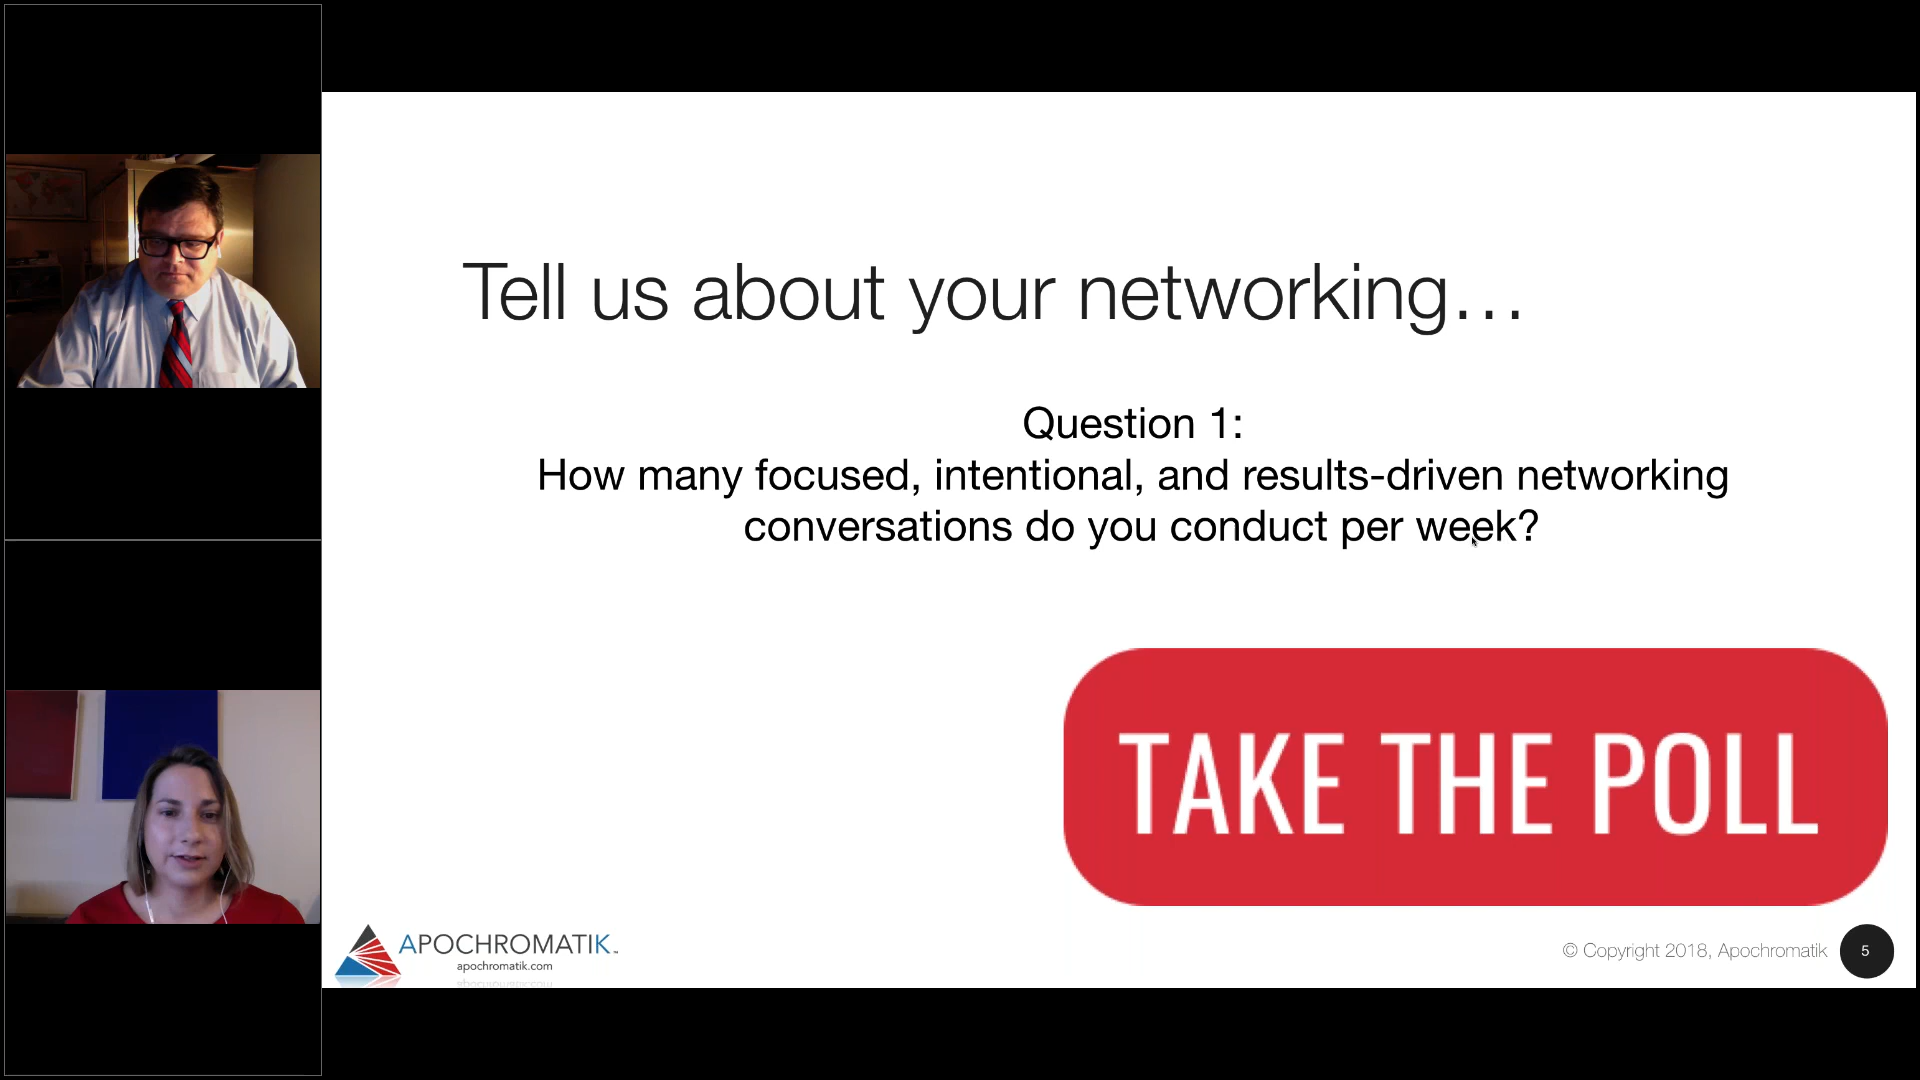 Tell us about your networking…
Question 1:
How many focused, intentional, and results-driven networking
conversations do you conduct per week?
TAKE THE POLL
APOCHROMATIK™
apochromatik.com
© Copyright 2018, Apochromatik
5